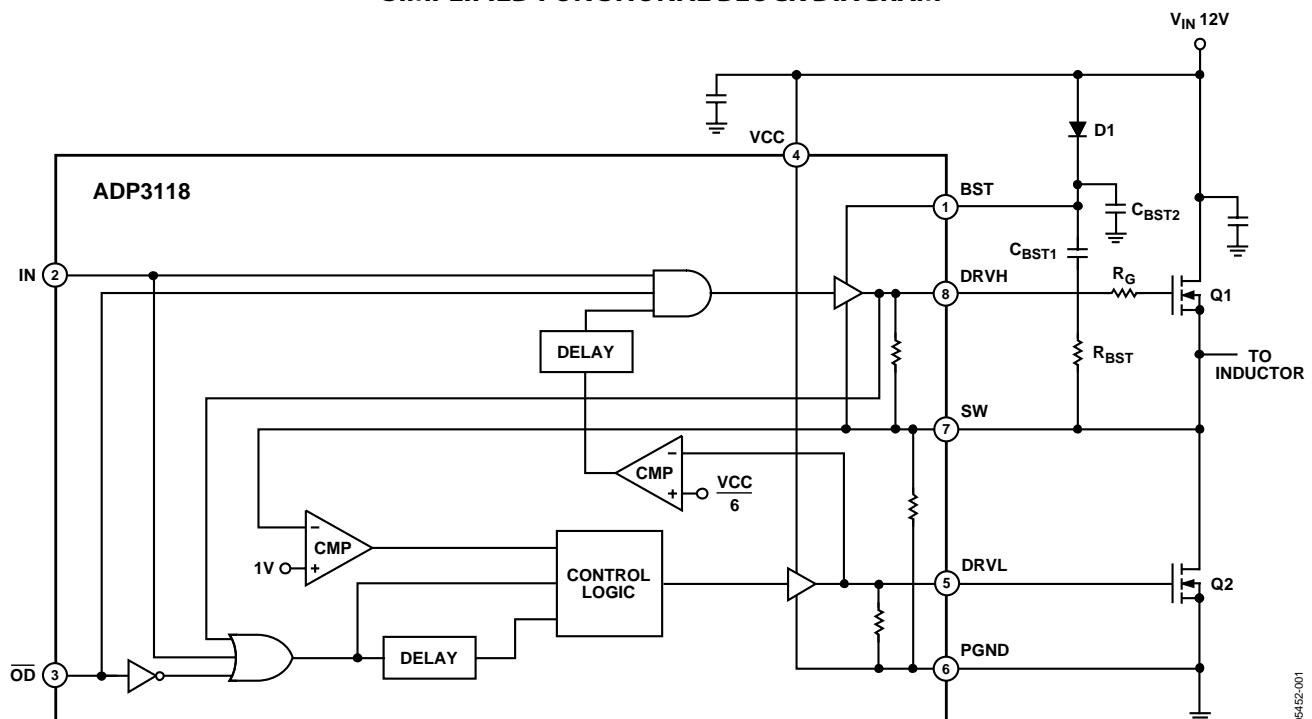 SIMPLIFIED FUNCTIONAL BLOCK DIAGRAM
VIN 12V
VCC
4
D1
ADP3118
BST
1
CBST2
CBST1
IN 2
DRVH
8
RG
Q1
DELAY
RBST
TO
INDUCTOR
SW
7
CMP
VCC
6
CMP
1V
CONTROL
LOGIC
DRVL
5
Q2
DELAY
PGND
6
OD 3